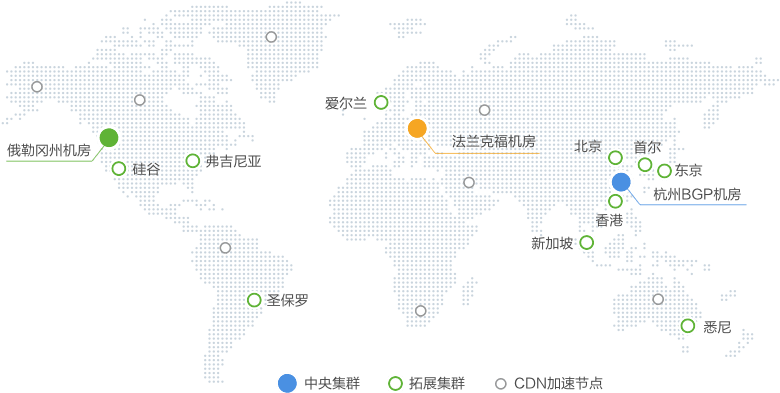 爱尔兰
法兰克福机房
俄勒冈州机房
硅谷
弗吉尼亚
北京
首尔
东京
杭州BGP机房
香港
新加坡
圣保罗
悉尼
中央集群
拓展集群
CDN加速节点